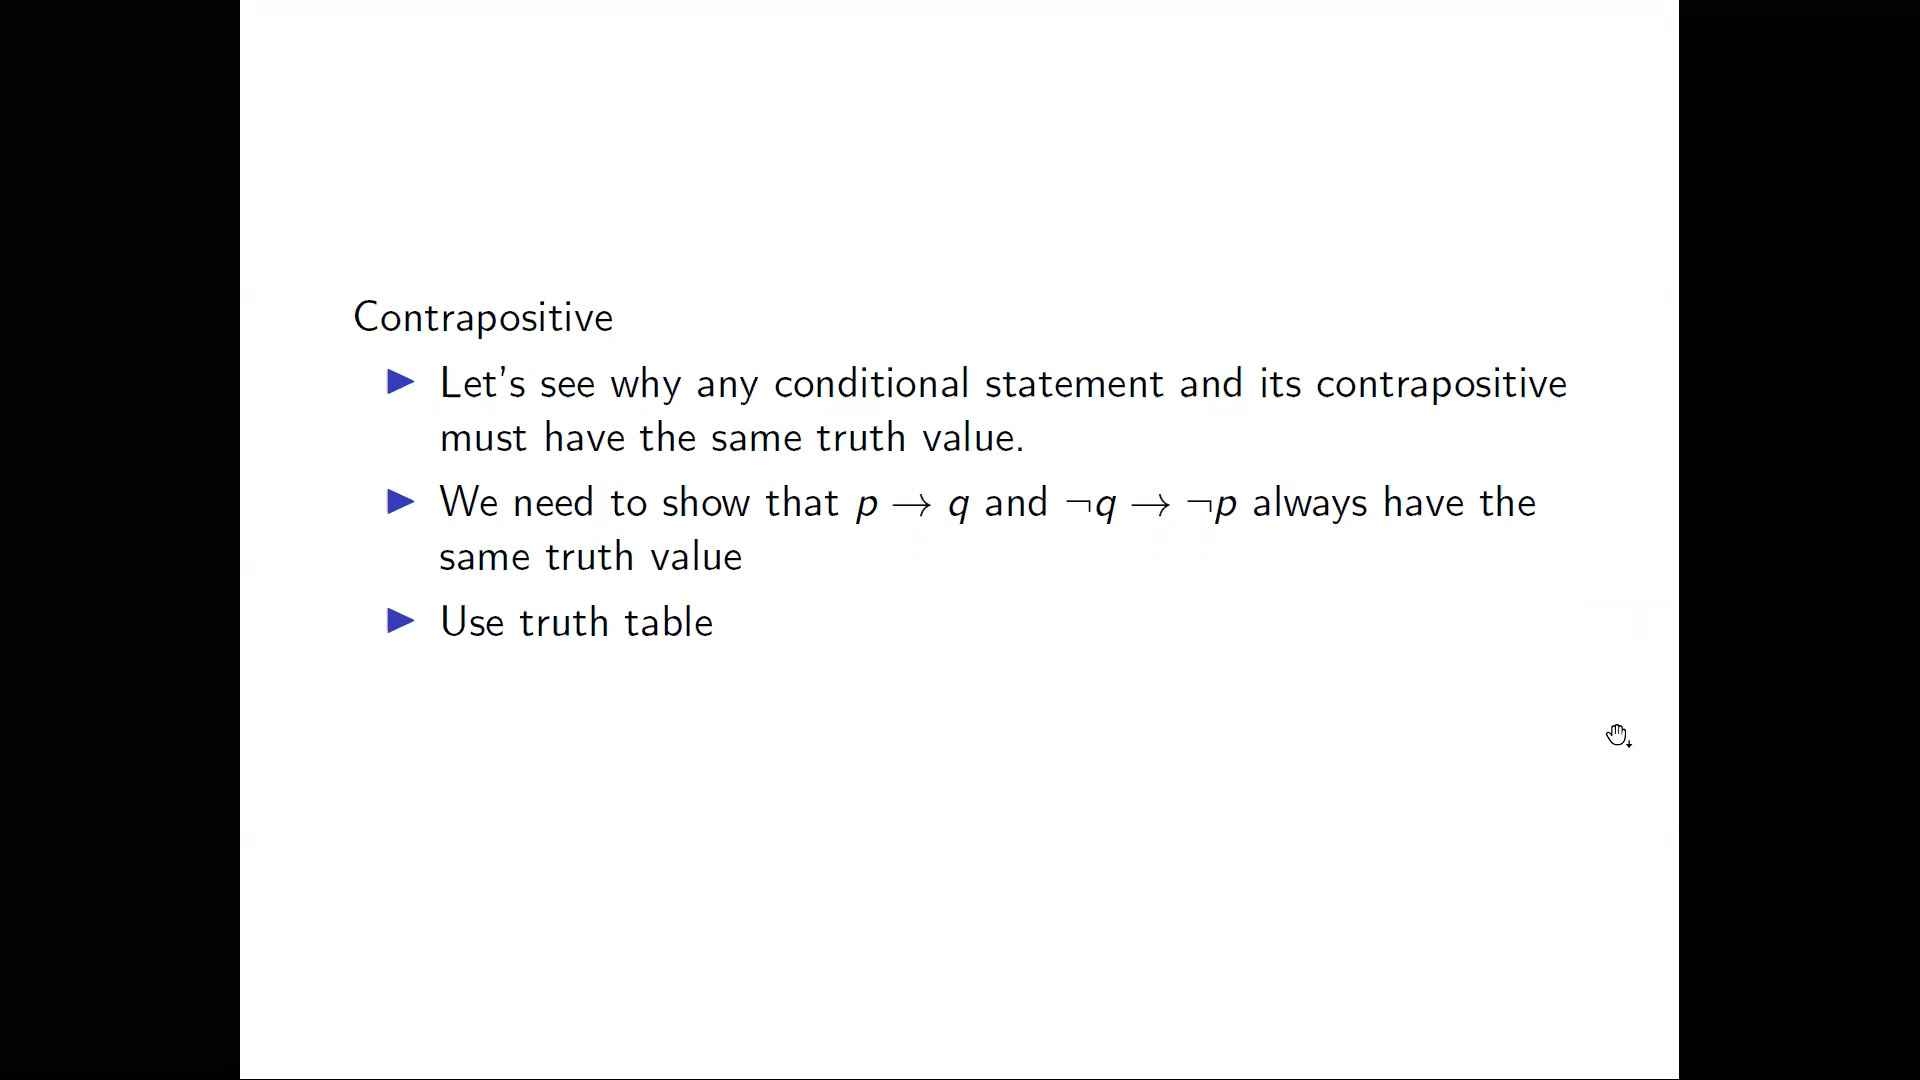 Contrapositive
▶ Let's see why any conditional statement and its contrapositive
must have the same truth value.
▶ We need to show that p → q and ¬q → ¬p always have the
same truth value
▶ Use truth table